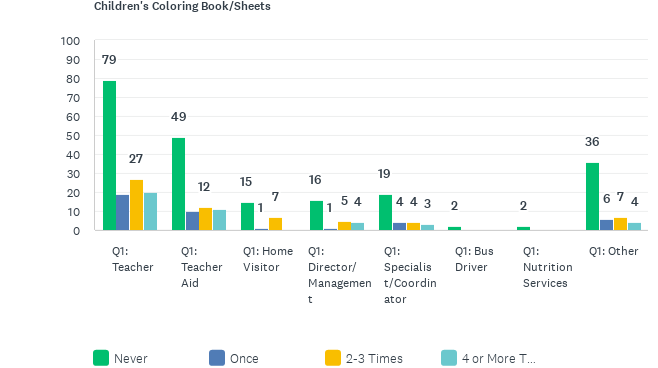 Children's Coloring Book/Sheets
100
90
80
70
60
50
40
30
20
10
0
79
27
49
12
15
1
7
16
1
5
4
19
4
4
3
2
2
36
6
7
4
Q1:
Teacher
Q1:
Teacher
Aid
Q1: Home
Visitor
Q1:
Director/
Managemen
t
Q1:
Specialis
t/Coordin
ator
Q1: Bus
Driver
Q1:
Nutrition
Services
Q1: Other
Never
Once
2-3 Times
4 or More T...